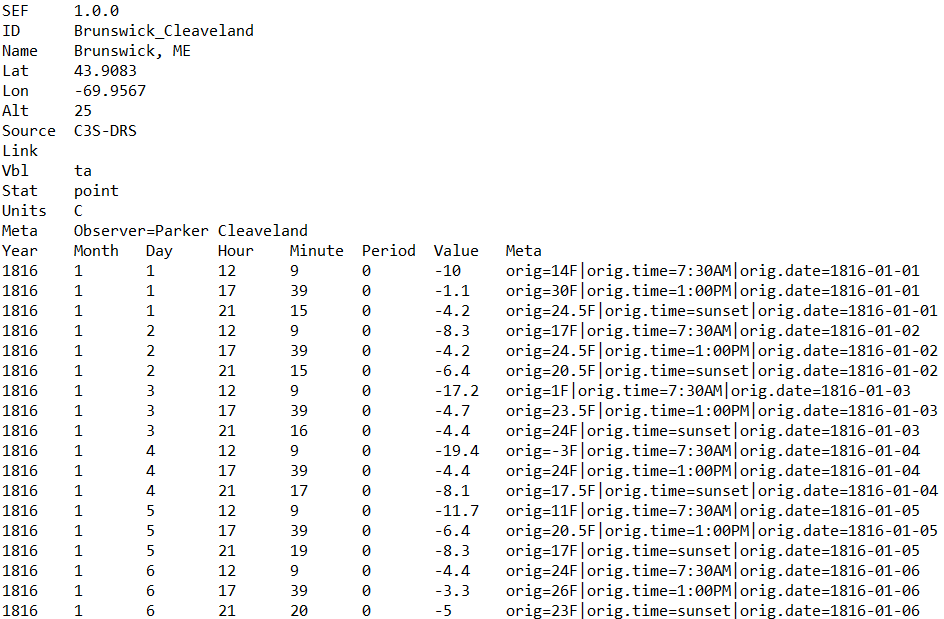 SEF 1.0.0
ID Brunswick_Cleaveland
Name Brunswick, ME
Lat 43.9083
Lon -69.9567
Alt 25
Source C3S-DRS
Link
Vbl ta
Stat point
Units C
Meta Observer=Parker Cleaveland
Year Month Day Hour Minute Period Value Meta
1816 1 1 12 9 0 -10 orig=14F|orig.time=7:30AM|orig.date=1816-01-01
1816 1 1 17 39 0 -1.1 orig=30F|orig.time=1:00PM|orig.date=1816-01-01
1816 1 1 21 15 0 -4.2 orig=24.5F|orig.time=sunset|orig.date=1816-01-01
1816 1 2 12 9 0 -8.3 orig=17F|orig.time=7:30AM|orig.date=1816-01-02
1816 1 2 17 39 0 -4.2 orig=24.5F|orig.time=1:00PM|orig.date=1816-01-02
1816 1 2 21 15 0 -6.4 orig=20.5F|orig.time=sunset|orig.date=1816-01-02
1816 1 3 12 9 0 -17.2 orig=1F|orig.time=7:30AM|orig.date=1816-01-03
1816 1 3 17 39 0 -4.7 orig=23.5F|orig.time=1:00PM|orig.date=1816-01-03
1816 1 3 21 16 0 -4.4 orig=24F|orig.time=sunset|orig.date=1816-01-03
1816 1 4 12 9 0 -19.4 orig=-3F|orig.time=7:30AM|orig.date=1816-01-04
1816 1 4 17 39 0 -4.4 orig=24F|orig.time=1:00PM|orig.date=1816-01-04
1816 1 4 21 17 0 -8.1 orig=17.5F|orig.time=sunset|orig.date=1816-01-04
1816 1 5 12 9 0 -11.7 orig=11F|orig.time=7:30AM|orig.date=1816-01-05
1816 1 5 17 39 0 -6.4 orig=20.5F|orig.time=1:00PM|orig.date=1816-01-05
1816 1 5 21 19 0 -8.3 orig=17F|orig.time=sunset|orig.date=1816-01-05
1816 1 6 12 9 0 -4.4 orig=24F|orig.time=7:30AM|orig.date=1816-01-06
1816 1 6 17 39 0 -3.3 orig=26F|orig.time=1:00PM|orig.date=1816-01-06
1816 1 6 21 20 0 -5 orig=23F|orig.time=sunset|orig.date=1816-01-06